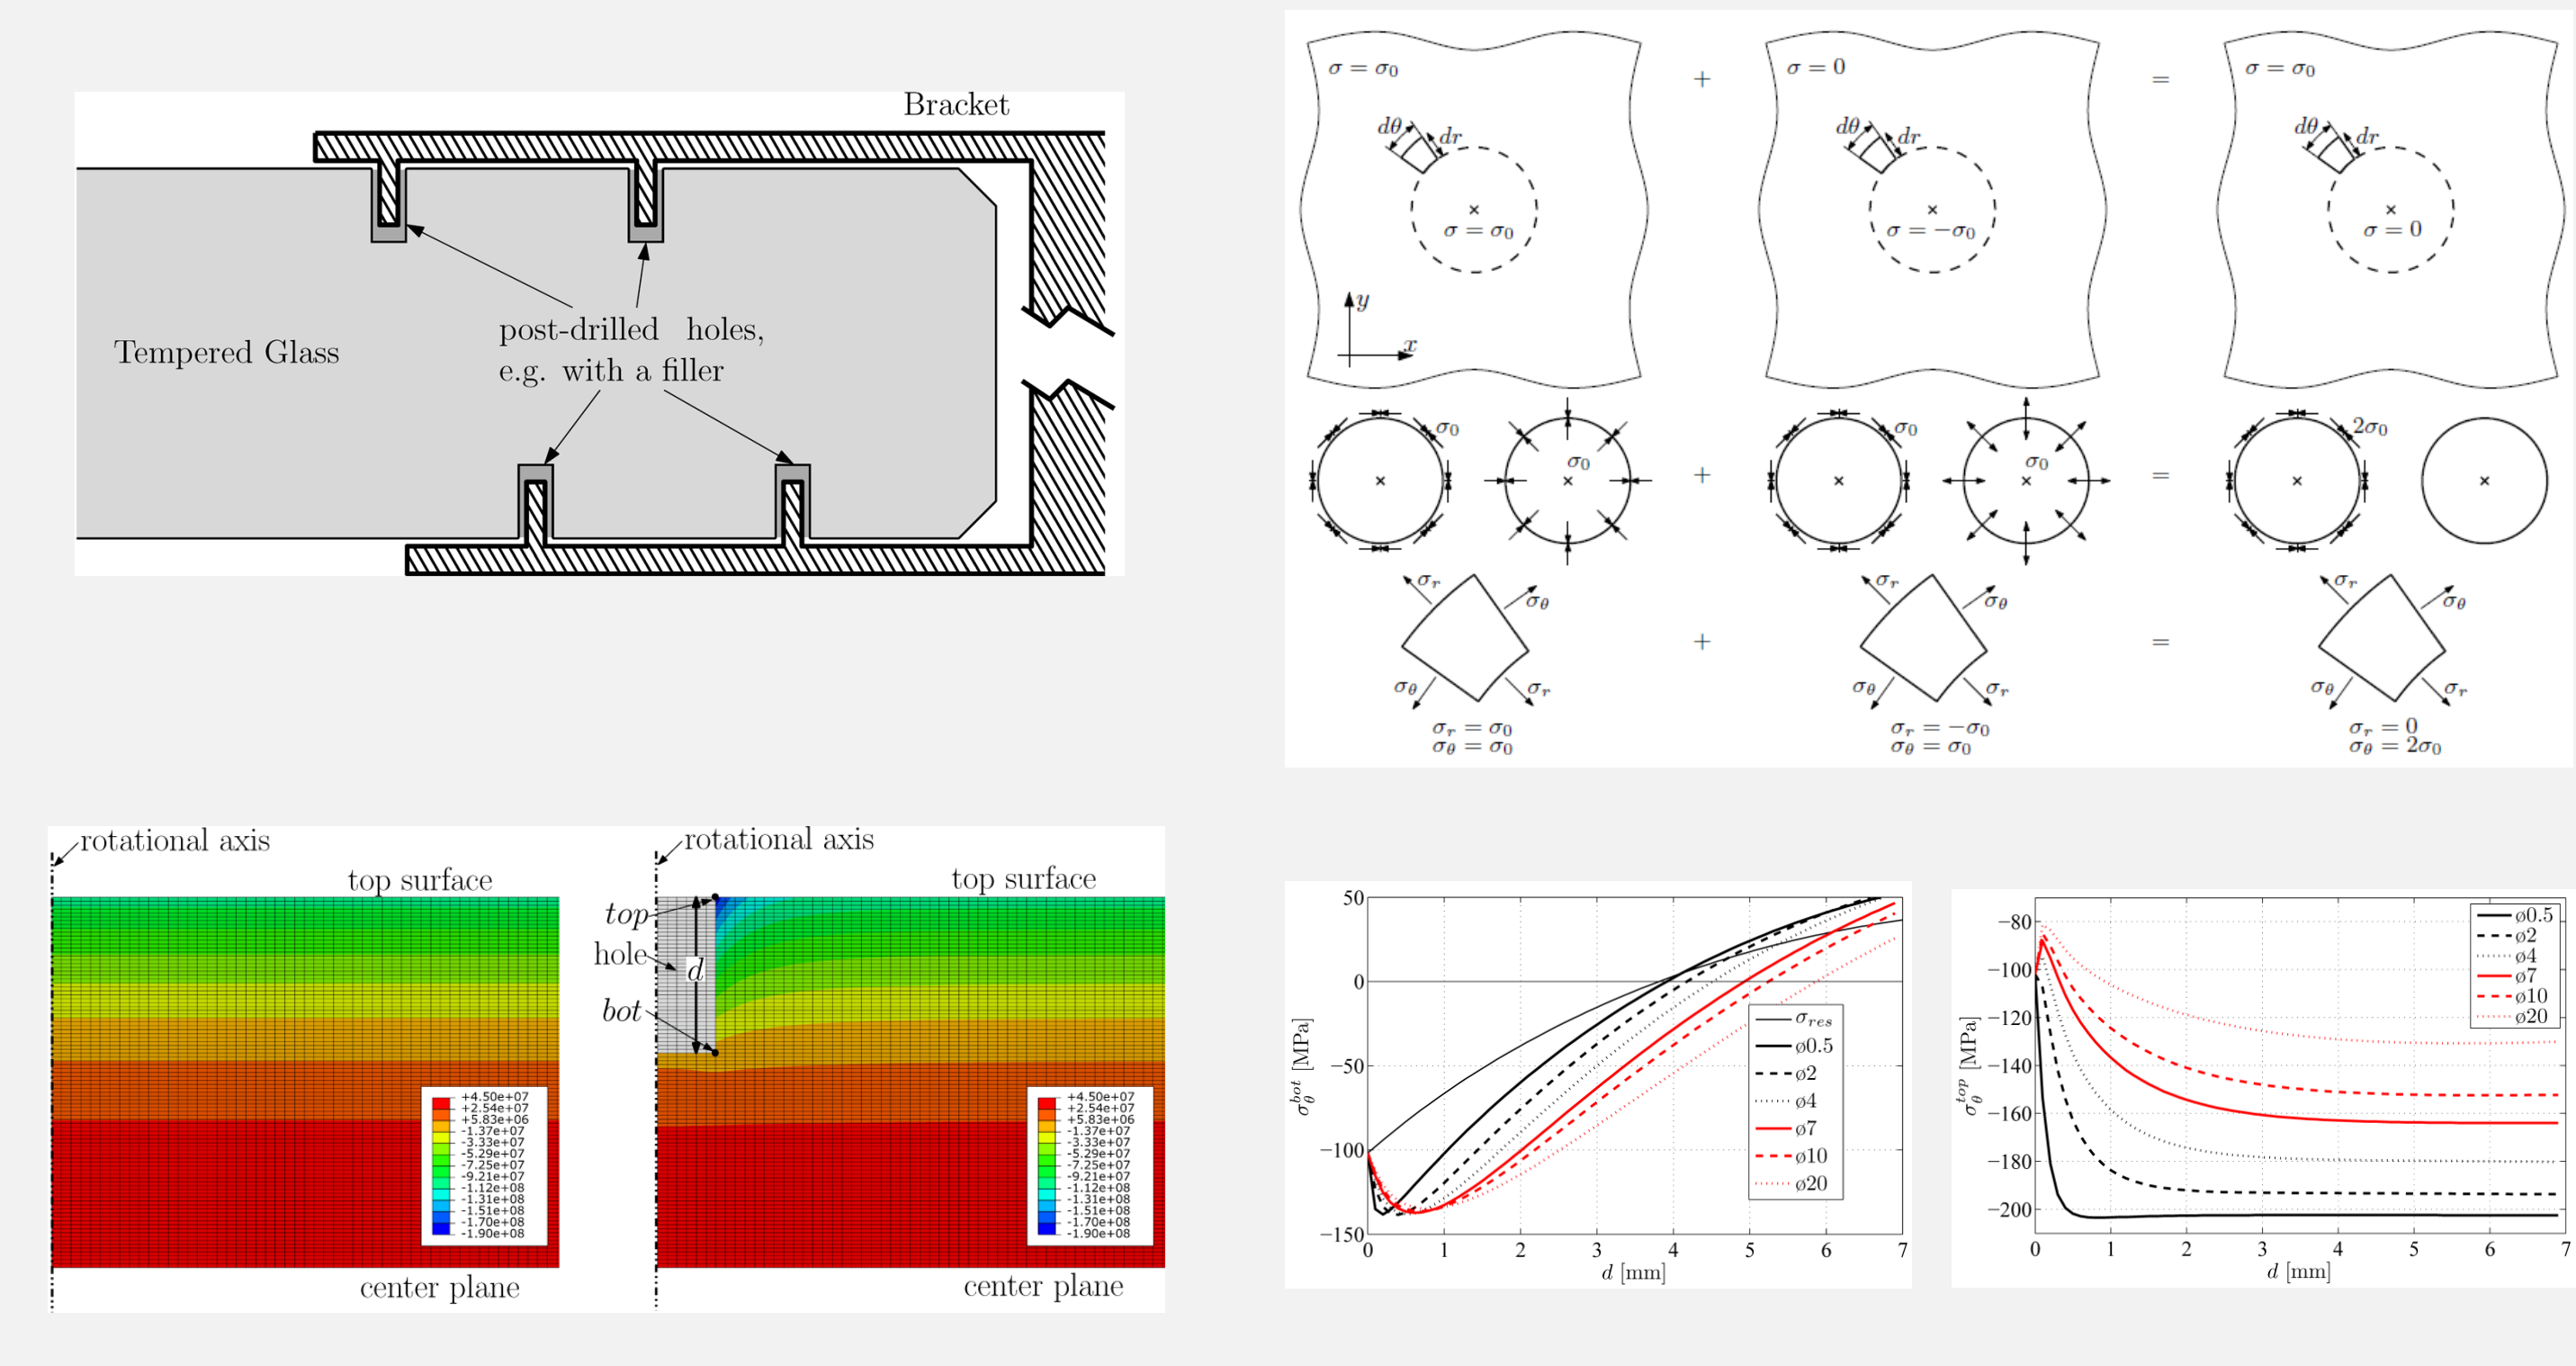 Bracket
Tempered Glass
post-drilled holes,
e.g. with a filler
σ = σ₀
dθ
dr
σ = σ₀
y
x
+
σ = 0
dθ
dr
σ = −σ₀
=
σ = σ₀
dθ
dr
σ = 0
σ₀
σ₀
+
σ₀
σ₀
=
2σ₀
σᵣ
σθ
σθ
σᵣ
σᵣ = σ₀
σθ = σ₀
+
σᵣ
σθ
σθ
σᵣ
σᵣ = −σ₀
σθ = σ₀
=
σᵣ
σθ
σθ
σᵣ
σᵣ = 0
σθ = 2σ₀
rotational axis
top surface
+4.50e+07
+2.54e+07
+5.83e+06
-1.37e+07
-3.33e+07
-5.29e+07
-7.25e+07
-9.21e+07
-1.12e+08
-1.31e+08
-1.51e+08
-1.70e+08
-1.90e+08
center plane
rotational axis
top surface
top
hole
d
bot
+4.50e+07
+2.54e+07
+5.83e+06
-1.37e+07
-3.33e+07
-5.29e+07
-7.25e+07
-9.21e+07
-1.12e+08
-1.31e+08
-1.51e+08
-1.70e+08
-1.90e+08
center plane
50
0
−50
−100
−150
σθ^bot [MPa]
0 1 2 3 4 5 6 7
d [mm]
σres
ø0.5
ø2
ø4
ø7
ø10
ø20
−80
−100
−120
−140
−160
−180
−200
σθ^top [MPa]
0 1 2 3 4 5 6 7
d [mm]
ø0.5
ø2
ø4
ø7
ø10
ø20